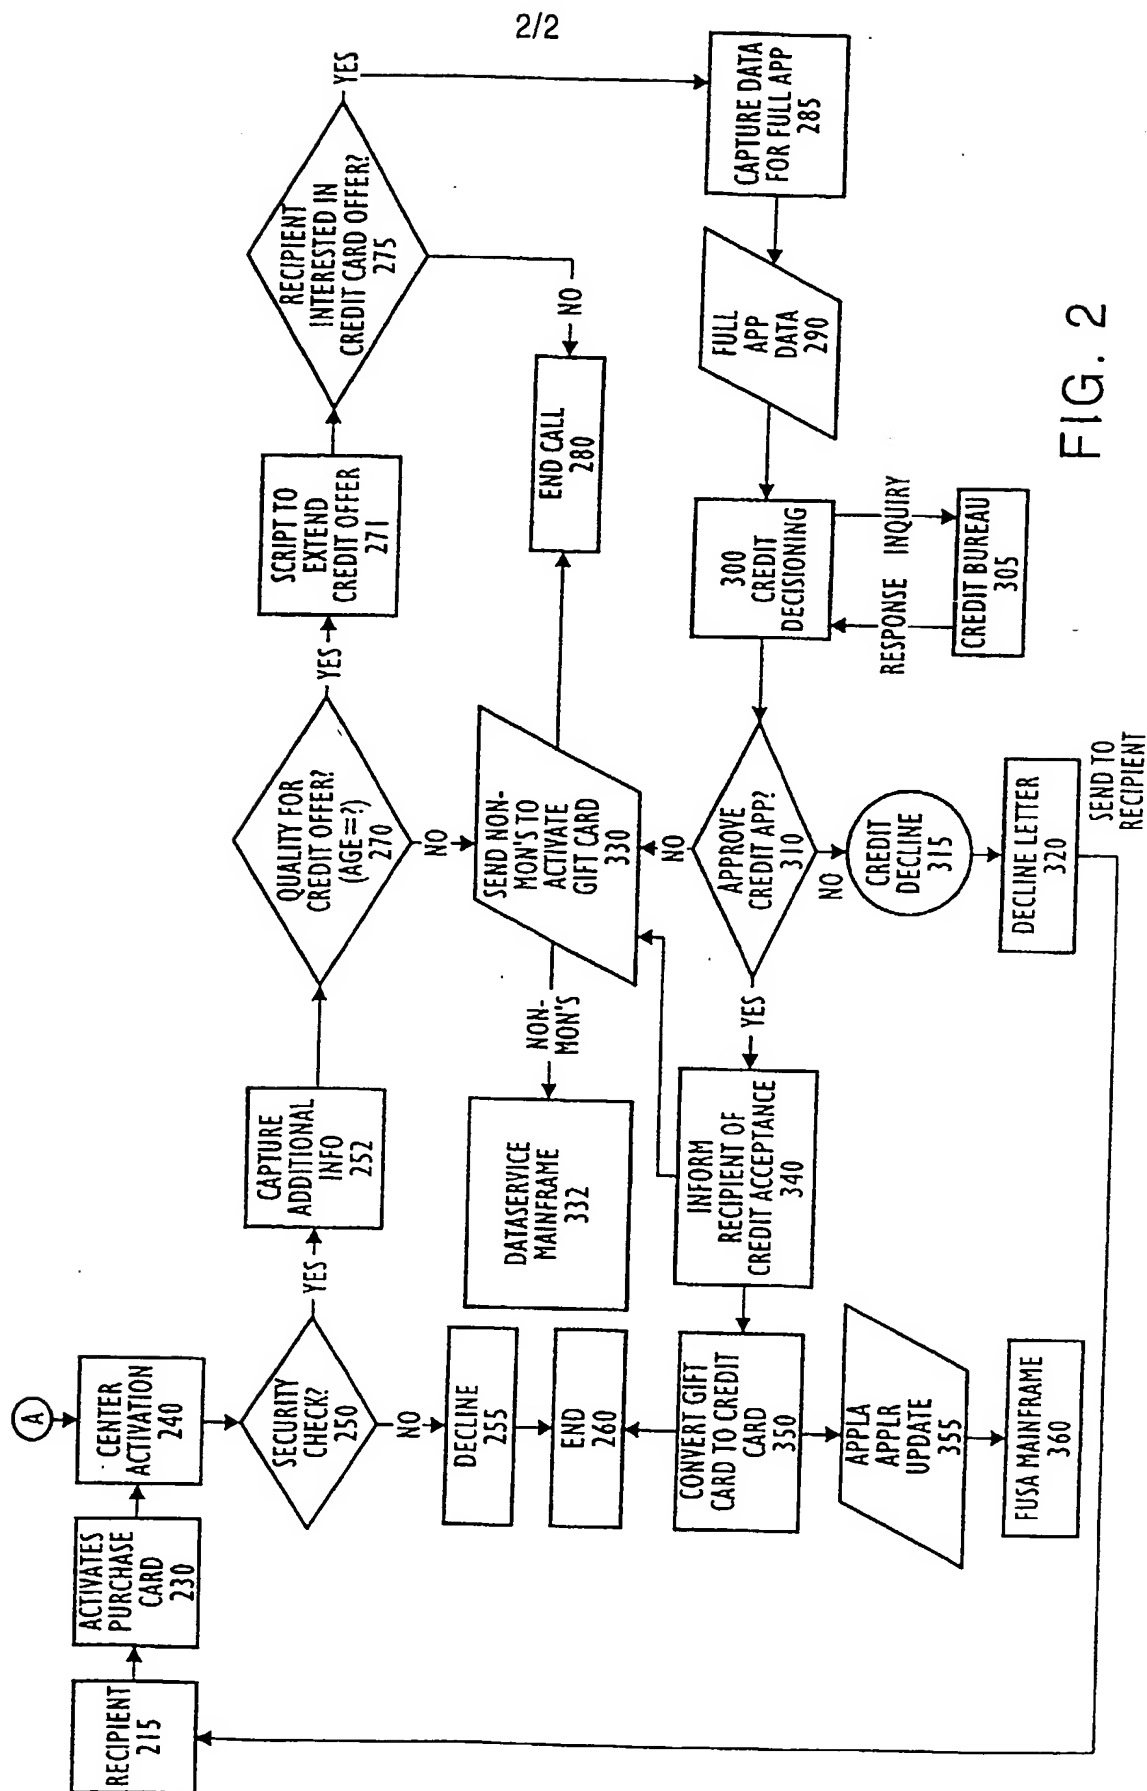 2/2
A
RECIPIENT
215
ACTIVATES
PURCHASE
CARD
230
CENTER
ACTIVATION
240
SECURITY
CHECK?
250
YES
NO
CAPTURE
ADDITIONAL
INFO
252
QUALITY FOR
CREDIT OFFER?
(AGE==?)
270
YES
NO
SCRIPT TO
EXTEND
CREDIT OFFER
271
RECIPIENT
INTERESTED IN
CREDIT CARD OFFER?
275
YES
NO
DECLINE
255
END
260
DATASERVICE
MAINFRAME
332
NON-
MON'S
SEND NON-
MON'S TO
ACTIVATE
GIFT CARD
330
END CALL
280
CONVERT GIFT
CARD TO CREDIT
CARD
350
INFORM
RECIPIENT OF
CREDIT ACCEPTANCE
340
YES
APPROVE
CREDIT APP?
310
NO
NO
300
CREDIT
DECISIONING
FULL
APP
DATA
290
CAPTURE DATA
FOR FULL APP
285
APPLA
APPLR
UPDATE
355
CREDIT
DECLINE
315
RESPONSE
INQUIRY
FUSA MAINFRAME
360
DECLINE LETTER
320
CREDIT BUREAU
305
SEND TO
RECIPIENT
FIG. 2